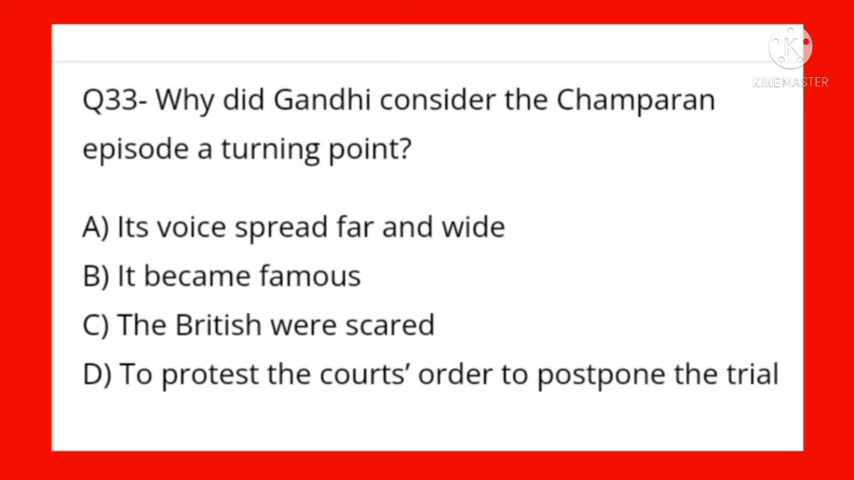 K
KINEMASTER
Q33- Why did Gandhi consider the Champaran
episode a turning point?
A) Its voice spread far and wide
B) It became famous
C) The British were scared
D) To protest the courts’ order to postpone the trial